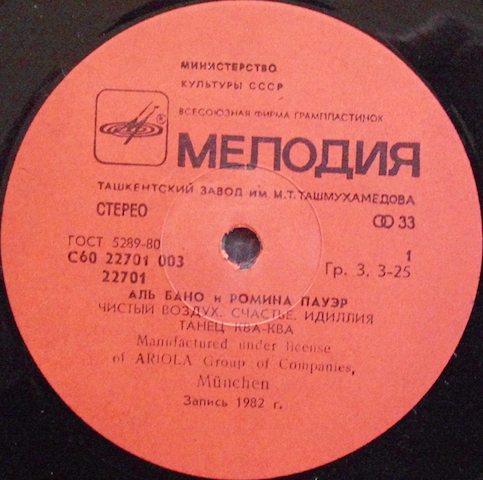 МИНИСТЕРСТВО
КУЛЬТУРЫ СССР
ВСЕСОЮЗНАЯ ФИРМА ГРАМПЛАСТИНОК
® МЕЛОДИЯ
ТАШКЕНТСКИЙ ЗАВОД ИМ. М.Т.ТАШМУХАМЕДОВА
СТЕРЕО 33
ГОСТ 5289-80 1
С60 22701 003 Гр. 3. 3-25
22701
АЛЬ БАНО и РОМИНА ПАУЭР
ЧИСТЫЙ ВОЗДУХ. СЧАСТЬЕ. ИДИЛЛИЯ
ТАНЕЦ КВА-КВА
Manufactured under license
of ARIOLA Group of Companies,
München
Запись 1982 г.